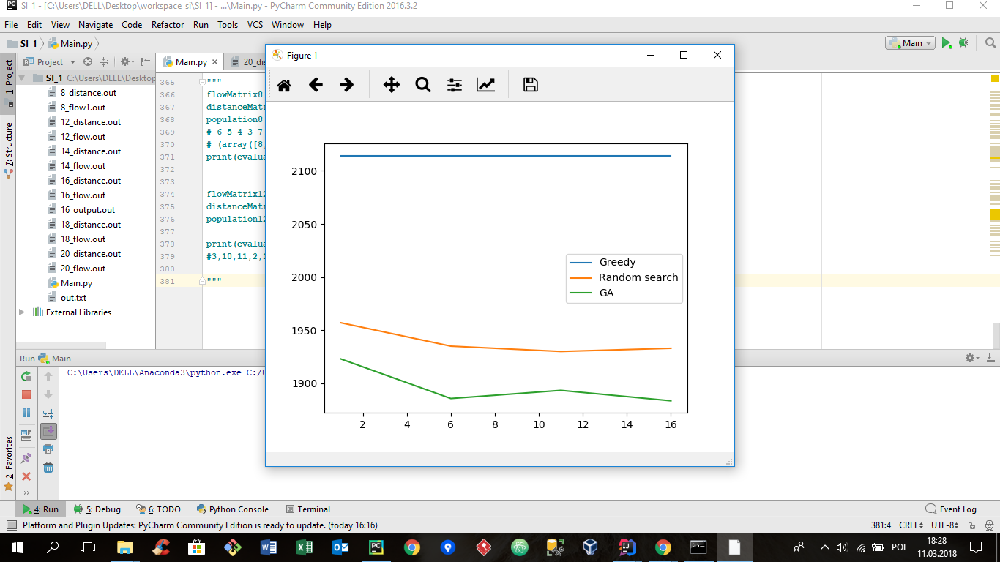 SI_1 - [C:\Users\DELL\Desktop\workspace_si\SI_1] - ...\Main.py - PyCharm Community Edition 2016.3.2
File Edit View Navigate Code Refactor Run Tools VCS Window Help
SI_1 Main.py Main
Project Main.py 20_dis
1: Project
7: Structure
2: Favorites
SI_1 C:\Users\DELL\Desktop
8_distance.out
8_flow1.out
12_distance.out
12_flow.out
14_distance.out
14_flow.out
16_distance.out
16_flow.out
16_output.out
18_distance.out
18_flow.out
20_distance.out
20_flow.out
Main.py
out.txt
External Libraries
365 """
366 flowMatrix8
367 distanceMatr
368 population8
369 # 6 5 4 3 7
370 # (array([8,
371 print(evalua
372
373
374 flowMatrix12
375 distanceMatr
376 population12
377
378 print(evalua
379 #3,10,11,2,1
380
381 """
Figure 1
2100
2050
2000
1950
1900
2 4 6 8 10 12 14 16
Greedy
Random search
GA
Run Main
C:\Users\DELL\Anaconda3\python.exe C:/U
4: Run 5: Debug 6: TODO Python Console Terminal Event Log
Platform and Plugin Updates: PyCharm Community Edition is ready to update. (today 16:16) 381:4 CRLF UTF-8
POL
18:28
11.03.2018